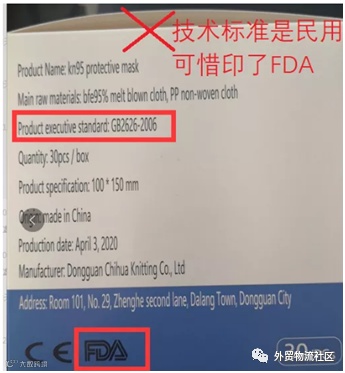 技术标准是民用
可惜印了FDA
Product Name: kn95 protective mask
Main raw materials: bfe95% melt blown cloth, PP non-woven cloth
Product executive standard: GB2626-2006
Quantity: 30pcs / box
Product specification: 100 * 150 mm
made in China
Production date: April 3, 2020
Manufacturer: Dongguan Chihua Knitting Co., Ltd
Address: Room 101, No. 29, Zhenghe second lane, Dalang Town, Dongguan City
CE FDA
外贸物流社区